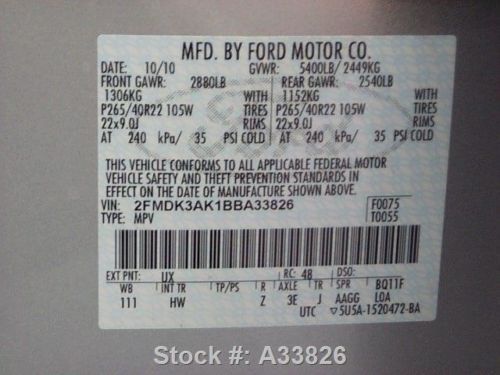 MFD. BY FORD MOTOR CO.
DATE: 10/10 GVWR: 5400LB/ 2449KG
FRONT GAWR: 2880LB REAR GAWR: 2540LB
1306KG WITH 1152KG WITH
P265/40R22 105W TIRES P265/40R22 105W TIRES
22x9.0J RIMS 22x9.0J RIMS
AT 240 kPa/ 35 PSI COLD AT 240 kPa/ 35 PSI COLD
THIS VEHICLE CONFORMS TO ALL APPLICABLE FEDERAL MOTOR
VEHICLE SAFETY AND THEFT PREVENTION STANDARDS IN
EFFECT ON THE DATE OF MANUFACTURE SHOWN ABOVE.
VIN: 2FMDK3AK1BBA33826 F0075
TYPE: MPV T0055
EXT PNT: UX RC: 48 DSO:
WB INT TR TP/PS R AXLE TR SPR BQ11F
111 HW Z 3E J AAGG LOA
UTC ▽5U5A-1520472-BA
Stock #: A33826